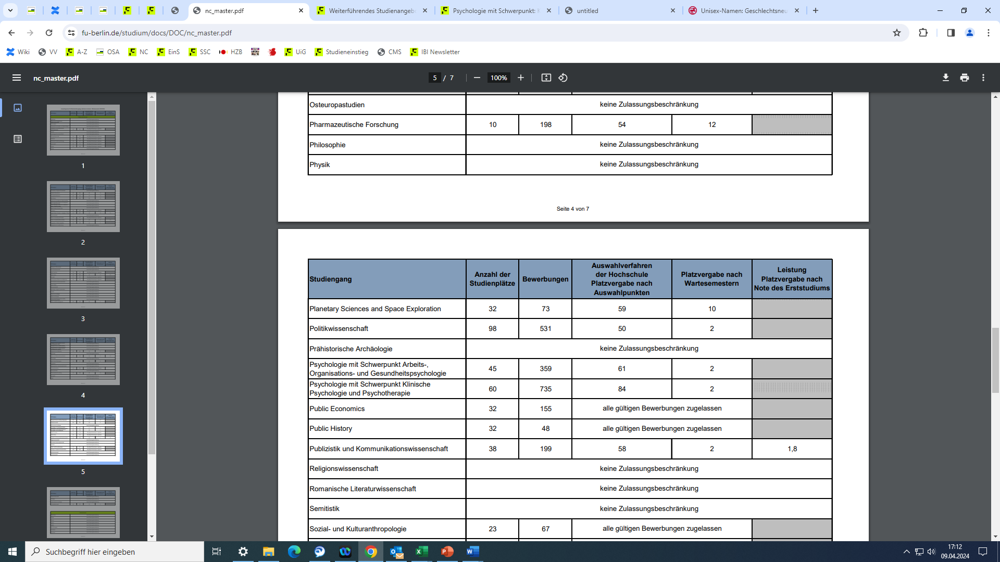 nc_master.pdf
Weiterführendes Studienangebo
Psychologie mit Schwerpunkt: K
untitled
Unisex-Namen: Geschlechtsneu
fu-berlin.de/studium/docs/DOC/nc_master.pdf
Wiki
VV
A-Z
OSA
NC
EinS
SSC
HZB
UiG
Studieneinstieg
CMS
IBI Newsletter
nc_master.pdf
5 / 7
100%
1
2
3
4
5
Osteuropastudien keine Zulassungsbeschränkung
Pharmazeutische Forschung 10 198 54 12
Philosophie keine Zulassungsbeschränkung
Physik keine Zulassungsbeschränkung
Seite 4 von 7
Studiengang
Anzahl der
Studienplätze
Bewerbungen
Auswahlverfahren
der Hochschule
Platzvergabe nach
Auswahlpunkten
Platzvergabe nach
Wartesemestern
Leistung
Platzvergabe nach
Note des Erststudiums
Planetary Sciences and Space Exploration 32 73 59 10
Politikwissenschaft 98 531 50 2
Prähistorische Archäologie keine Zulassungsbeschränkung
Psychologie mit Schwerpunkt Arbeits-,
Organisations- und Gesundheitspsychologie 45 359 61 2
Psychologie mit Schwerpunkt Klinische
Psychologie und Psychotherapie 60 735 84 2
Public Economics 32 155 alle gültigen Bewerbungen zugelassen
Public History 32 48 alle gültigen Bewerbungen zugelassen
Publizistik und Kommunikationswissenschaft 38 199 58 2 1,8
Religionswissenschaft keine Zulassungsbeschränkung
Romanische Literaturwissenschaft keine Zulassungsbeschränkung
Semitistik keine Zulassungsbeschränkung
Sozial- und Kulturanthropologie 23 67 alle gültigen Bewerbungen zugelassen
Suchbegriff hier eingeben
17:12
09.04.2024